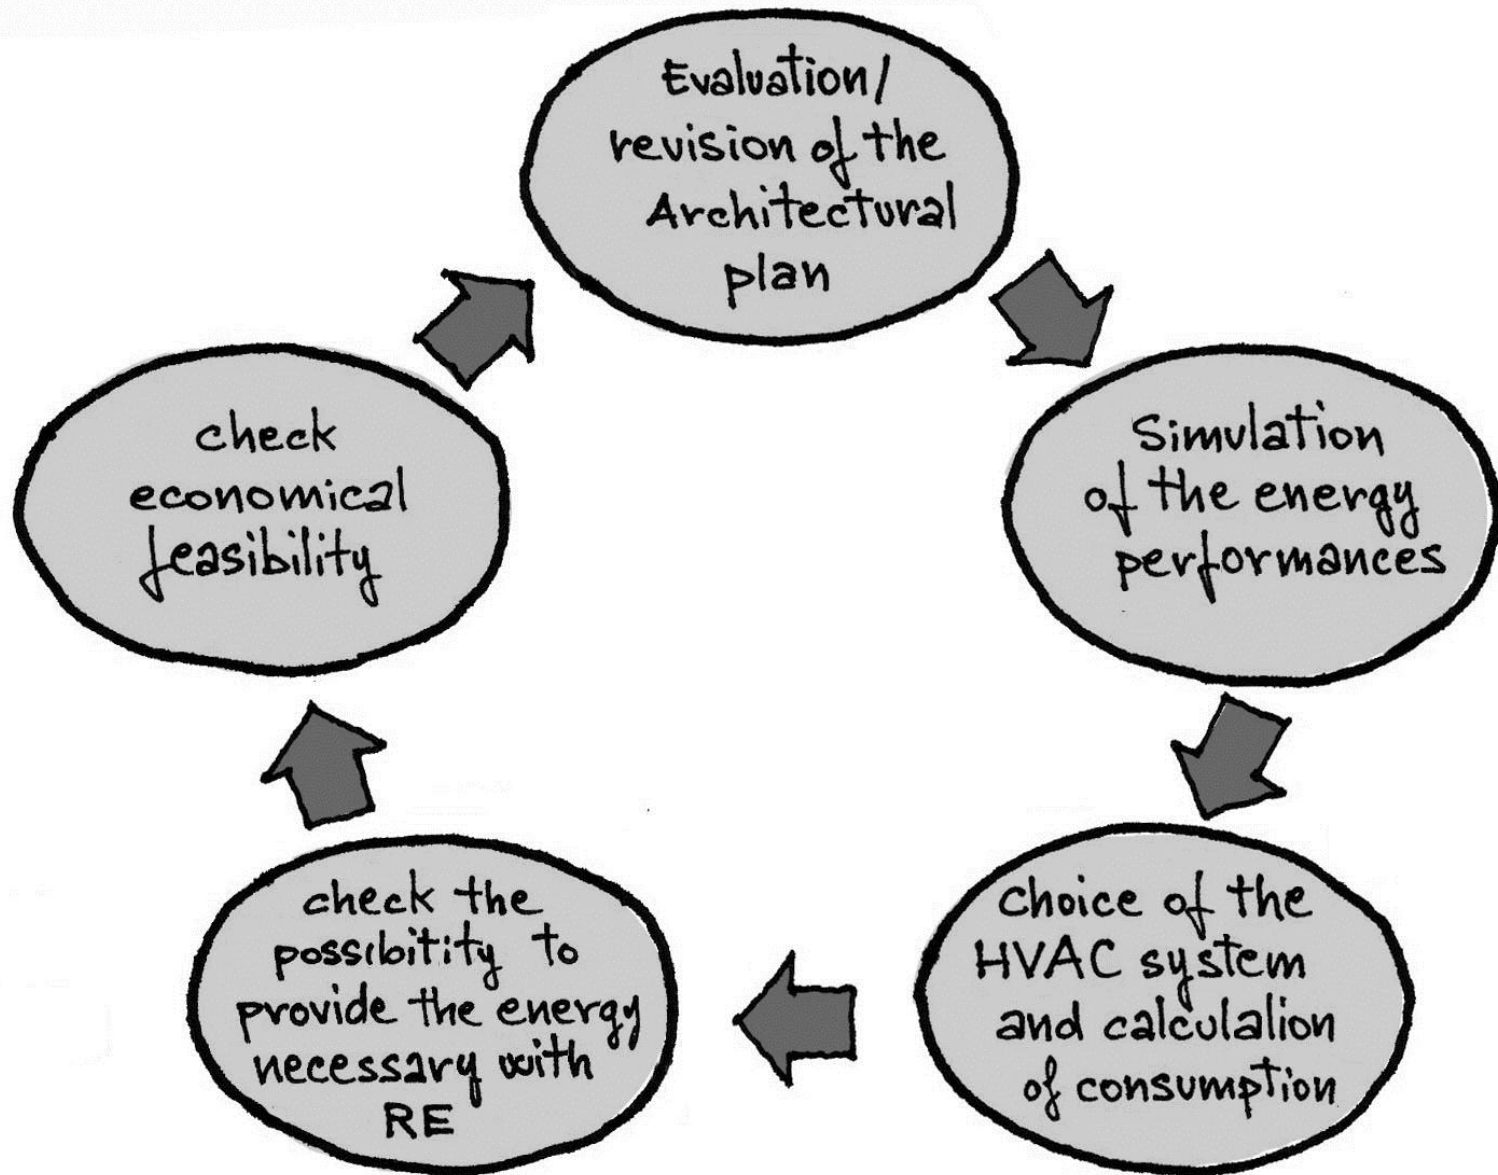 Evaluation/
revision of the
Architectural
plan
Simulation
of the energy
performances
choice of the
HVAC system
and calculalion
of consumption
check the
possibitity to
provide the energy
necessary with
RE
check
economical
feasibility